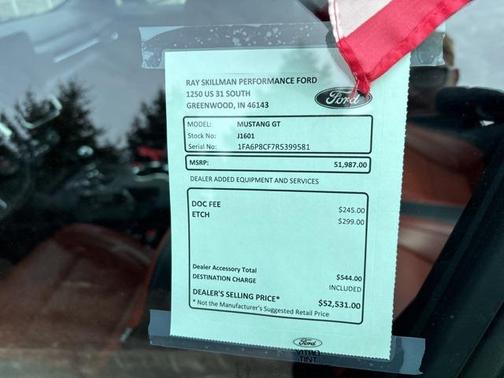 RAY SKILLMAN PERFORMANCE FORD
1250 US 31 SOUTH
GREENWOOD, IN 46143
Ford
MODEL: MUSTANG GT
Stock No: J1601
Serial No: 1FA6P8CF7R5399581
MSRP: 51,987.00
DEALER ADDED EQUIPMENT AND SERVICES
DOC FEE $245.00
ETCH $299.00
Dealer Accessory Total $544.00
DESTINATION CHARGE INCLUDED
DEALER'S SELLING PRICE* $52,531.00
* Not the Manufacturer's Suggested Retail Price
Ford